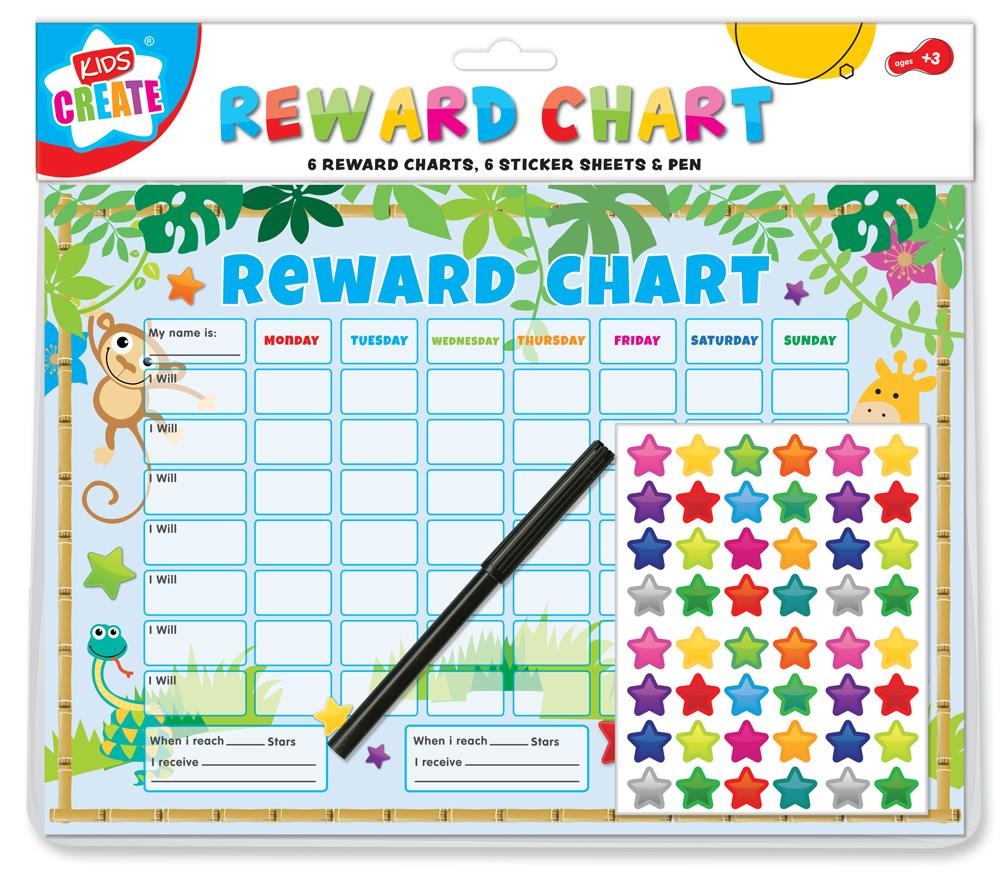 KIDS
CREATE
®
REWARD CHART
6 REWARD CHARTS, 6 STICKER SHEETS & PEN
ages +3
REWARD CHART
My name is:
MONDAY TUESDAY WEDNESDAY THURSDAY FRIDAY SATURDAY SUNDAY
I Will
I Will
I Will
I Will
I Will
I Will
I Will
When i reach Stars
I receive
When i reach Stars
I receive